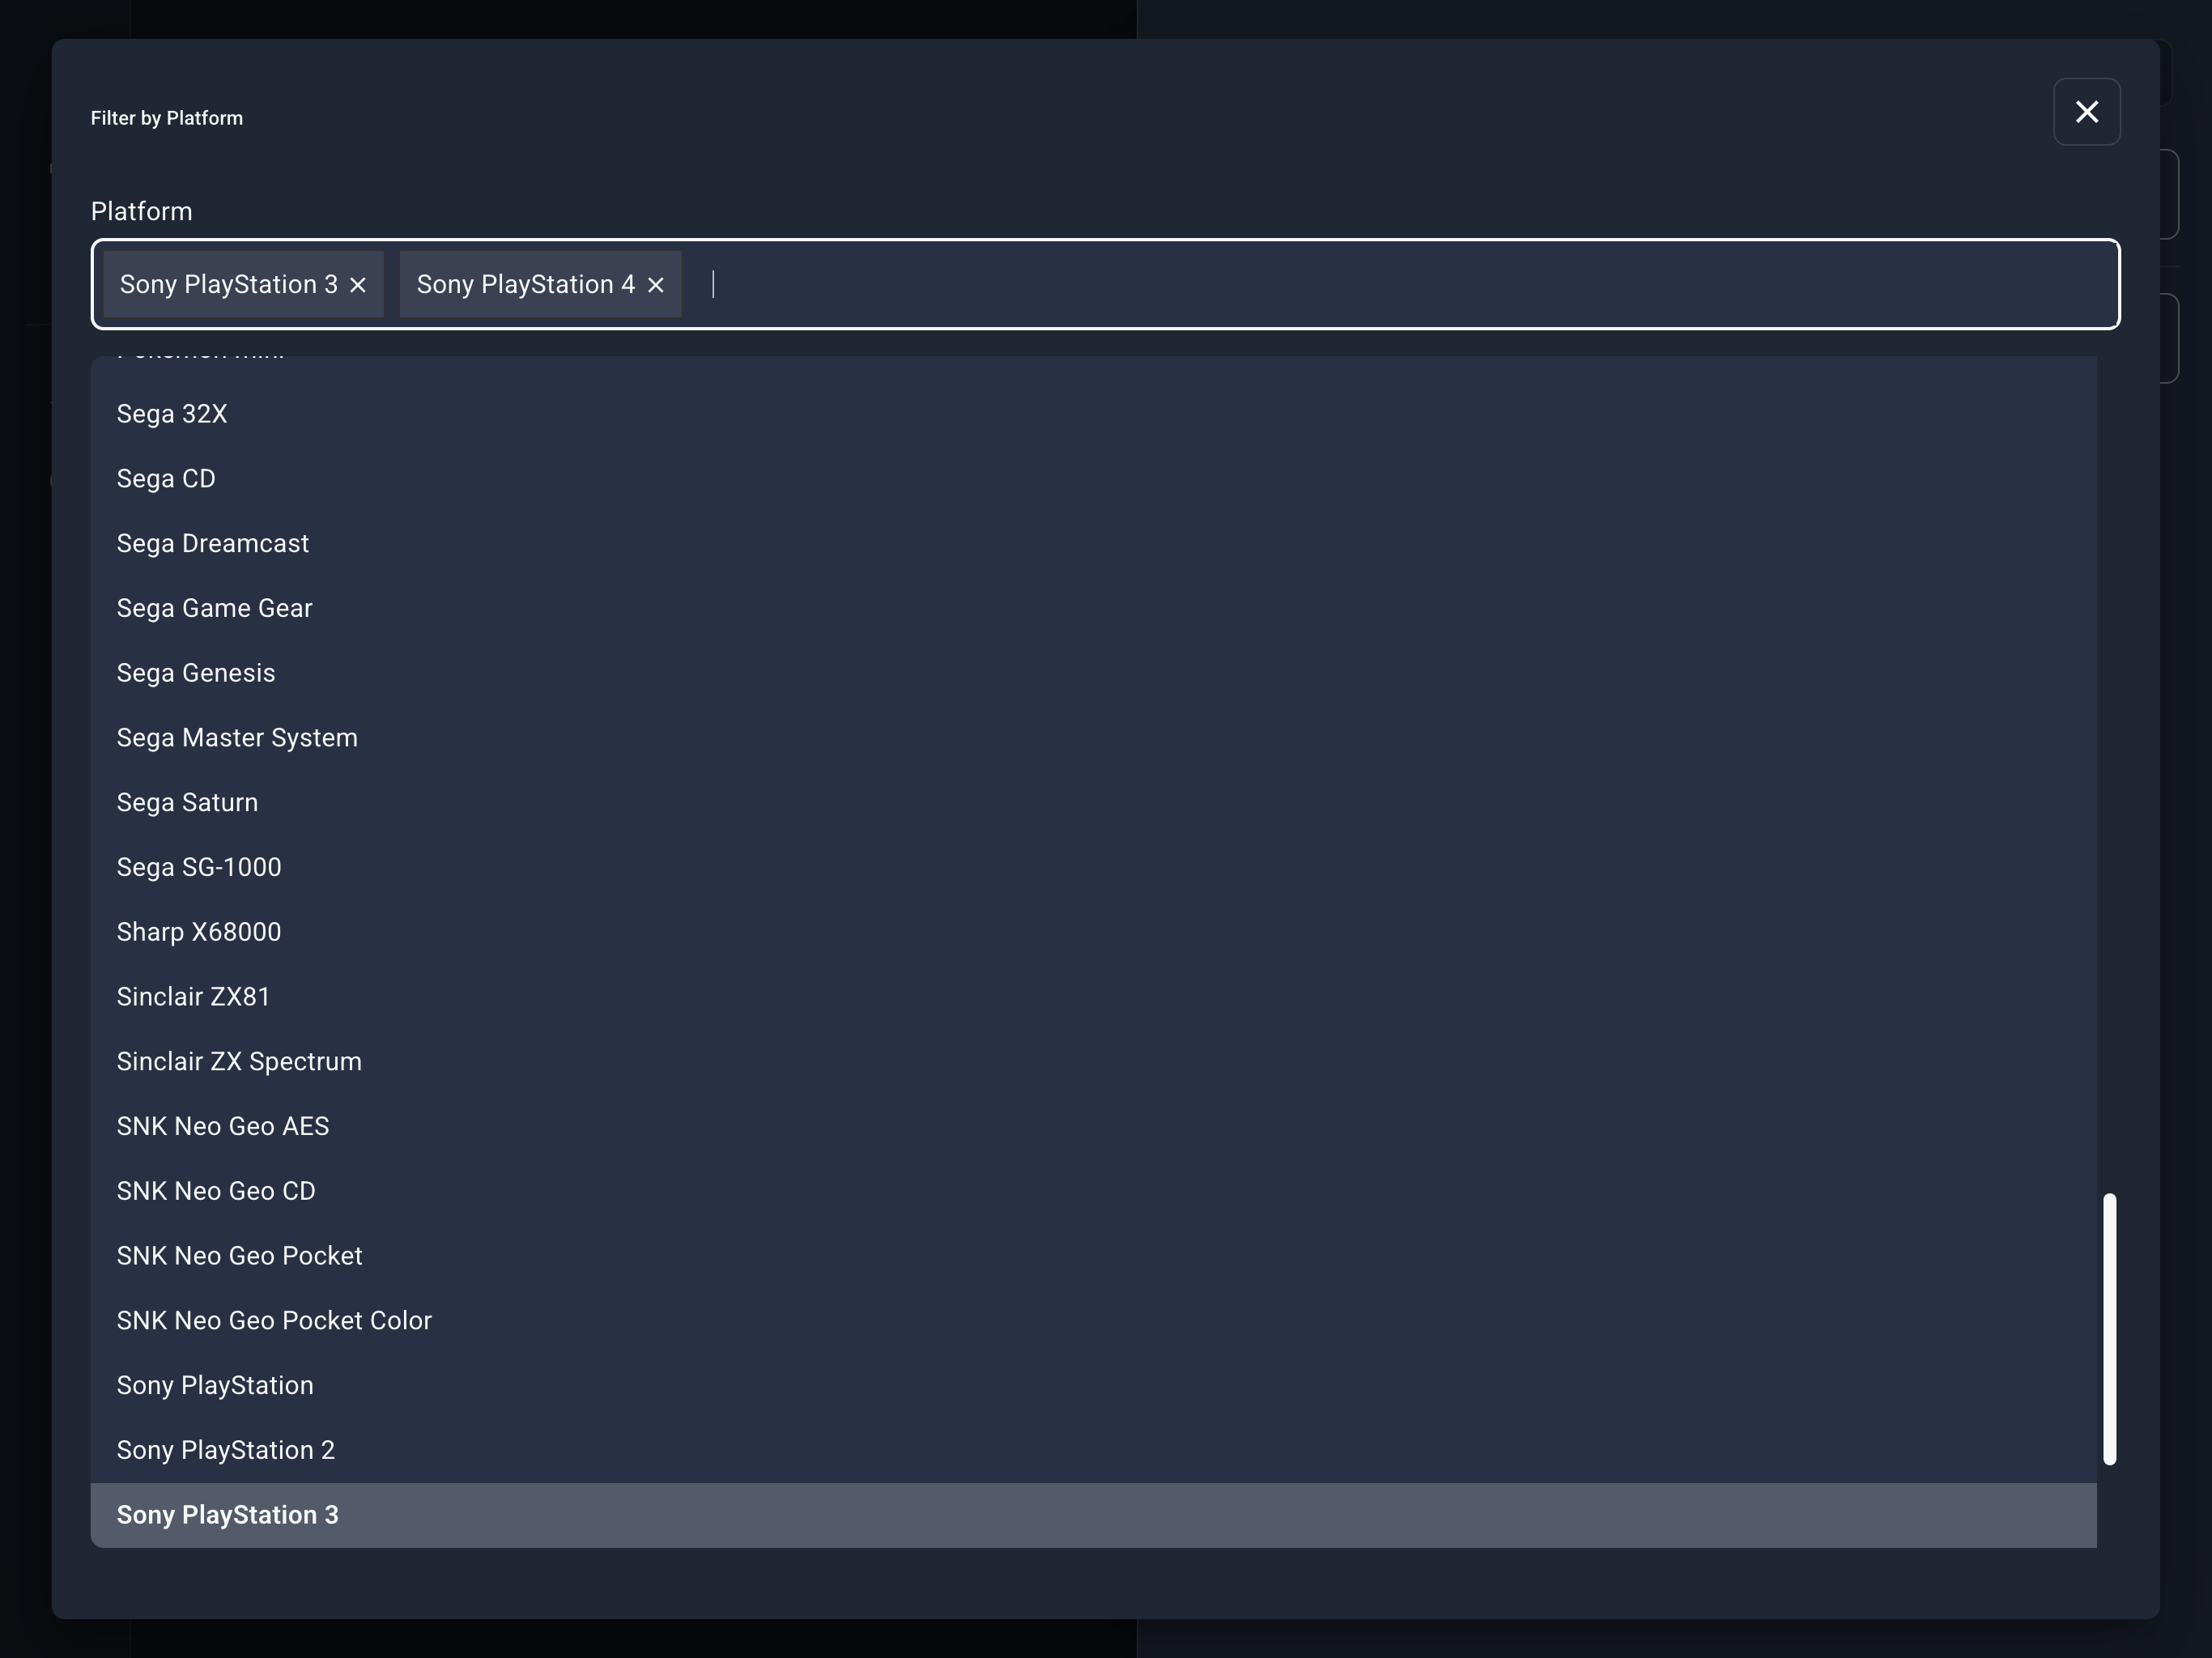 Filter by Platform
Platform
Sony PlayStation 3 Sony PlayStation 4
Sega 32X
Sega CD
Sega Dreamcast
Sega Game Gear
Sega Genesis
Sega Master System
Sega Saturn
Sega SG-1000
Sharp X68000
Sinclair ZX81
Sinclair ZX Spectrum
SNK Neo Geo AES
SNK Neo Geo CD
SNK Neo Geo Pocket
SNK Neo Geo Pocket Color
Sony PlayStation
Sony PlayStation 2
Sony PlayStation 3